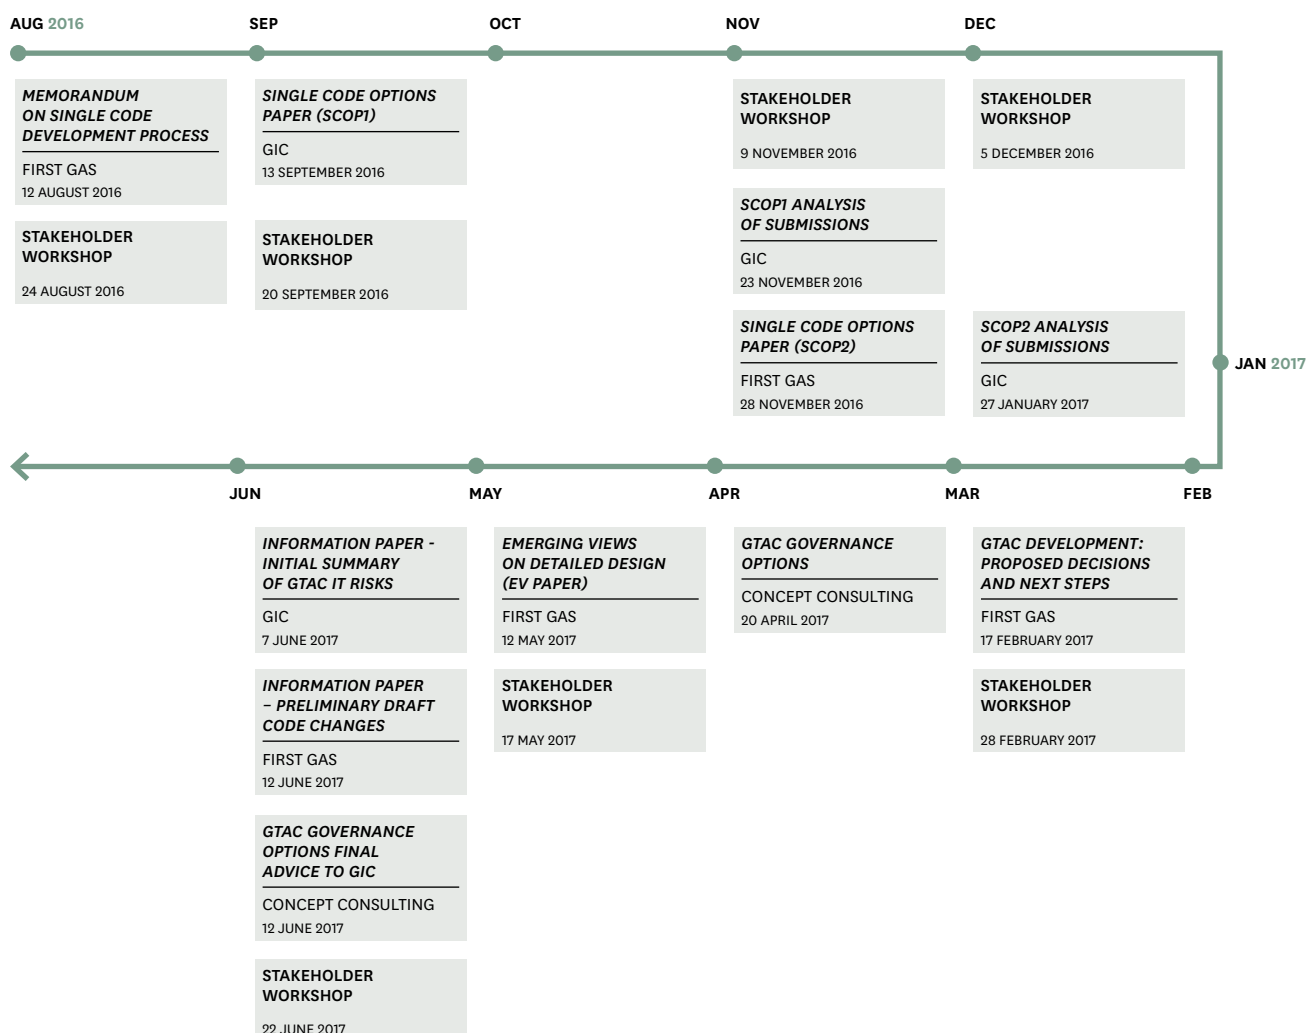 AUG 2016
SEP
OCT
NOV
DEC
MEMORANDUM
ON SINGLE CODE
DEVELOPMENT PROCESS
FIRST GAS
12 AUGUST 2016
STAKEHOLDER
WORKSHOP
24 AUGUST 2016
SINGLE CODE OPTIONS
PAPER (SCOP1)
GIC
13 SEPTEMBER 2016
STAKEHOLDER
WORKSHOP
20 SEPTEMBER 2016
STAKEHOLDER
WORKSHOP
9 NOVEMBER 2016
SCOP1 ANALYSIS
OF SUBMISSIONS
GIC
23 NOVEMBER 2016
SINGLE CODE OPTIONS
PAPER (SCOP2)
FIRST GAS
28 NOVEMBER 2016
STAKEHOLDER
WORKSHOP
5 DECEMBER 2016
SCOP2 ANALYSIS
OF SUBMISSIONS
GIC
27 JANUARY 2017
JAN 2017
JUN
MAY
APR
MAR
FEB
INFORMATION PAPER -
INITIAL SUMMARY
OF GTAC IT RISKS
GIC
7 JUNE 2017
INFORMATION PAPER
– PRELIMINARY DRAFT
CODE CHANGES
FIRST GAS
12 JUNE 2017
GTAC GOVERNANCE
OPTIONS FINAL
ADVICE TO GIC
CONCEPT CONSULTING
12 JUNE 2017
STAKEHOLDER
WORKSHOP
22 JUNE 2017
EMERGING VIEWS
ON DETAILED DESIGN
(EV PAPER)
FIRST GAS
12 MAY 2017
STAKEHOLDER
WORKSHOP
17 MAY 2017
GTAC GOVERNANCE
OPTIONS
CONCEPT CONSULTING
20 APRIL 2017
GTAC DEVELOPMENT:
PROPOSED DECISIONS
AND NEXT STEPS
FIRST GAS
17 FEBRUARY 2017
STAKEHOLDER
WORKSHOP
28 FEBRUARY 2017